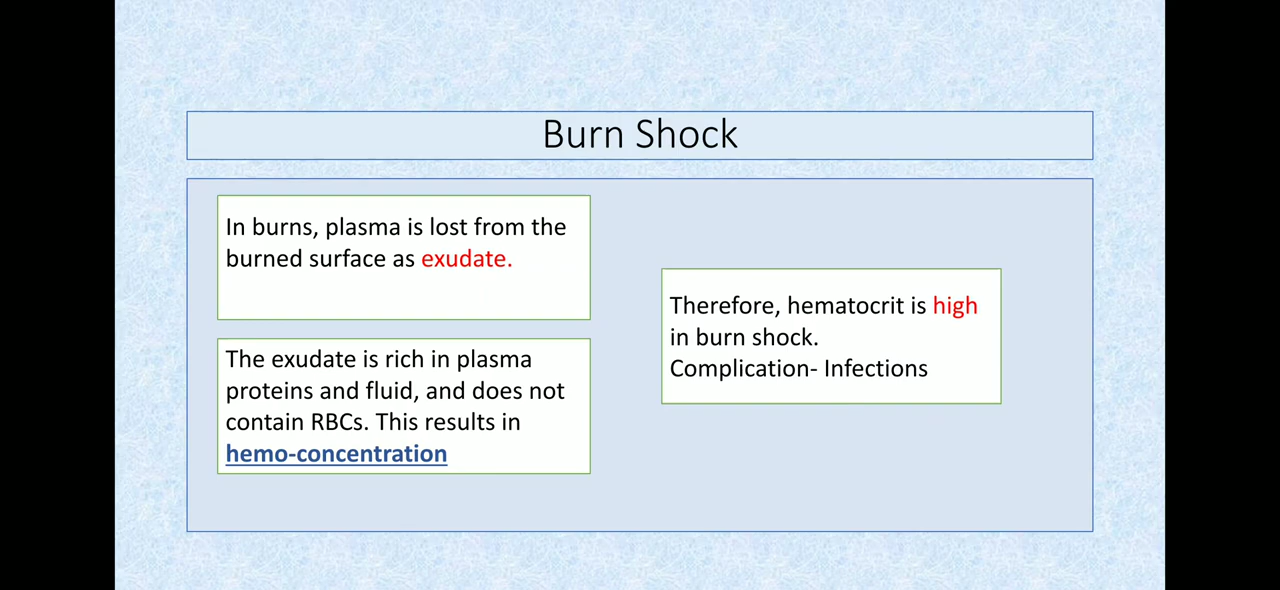 Burn Shock
In burns, plasma is lost from the
burned surface as exudate.
The exudate is rich in plasma
proteins and fluid, and does not
contain RBCs. This results in
hemo-concentration
Therefore, hematocrit is high
in burn shock.
Complication- Infections